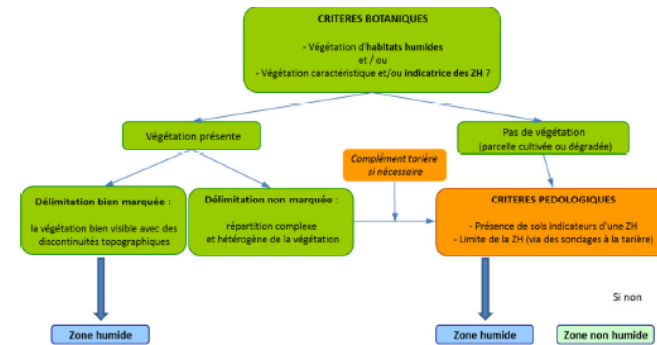 CRITERES BOTANIQUES
- Végétation d'habitats humides
et / ou
- Végétation caractéristique et/ou indicatrice des ZH ?
Végétation présente
Pas de végétation
(parcelle cultivée ou dégradée)
Complément tarière
si nécessaire
Délimitation bien marquée :
la végétation bien visible avec des
discontinuités topographiques
Délimitation non marquée :
répartition complexe
et hétérogène de la végétation
CRITERES PEDOLOGIQUES
- Présence de sols indicateurs d'une ZH
- Limite de la ZH (via des sondages à la tarière)
Si non
Zone humide
Zone humide
Zone non humide